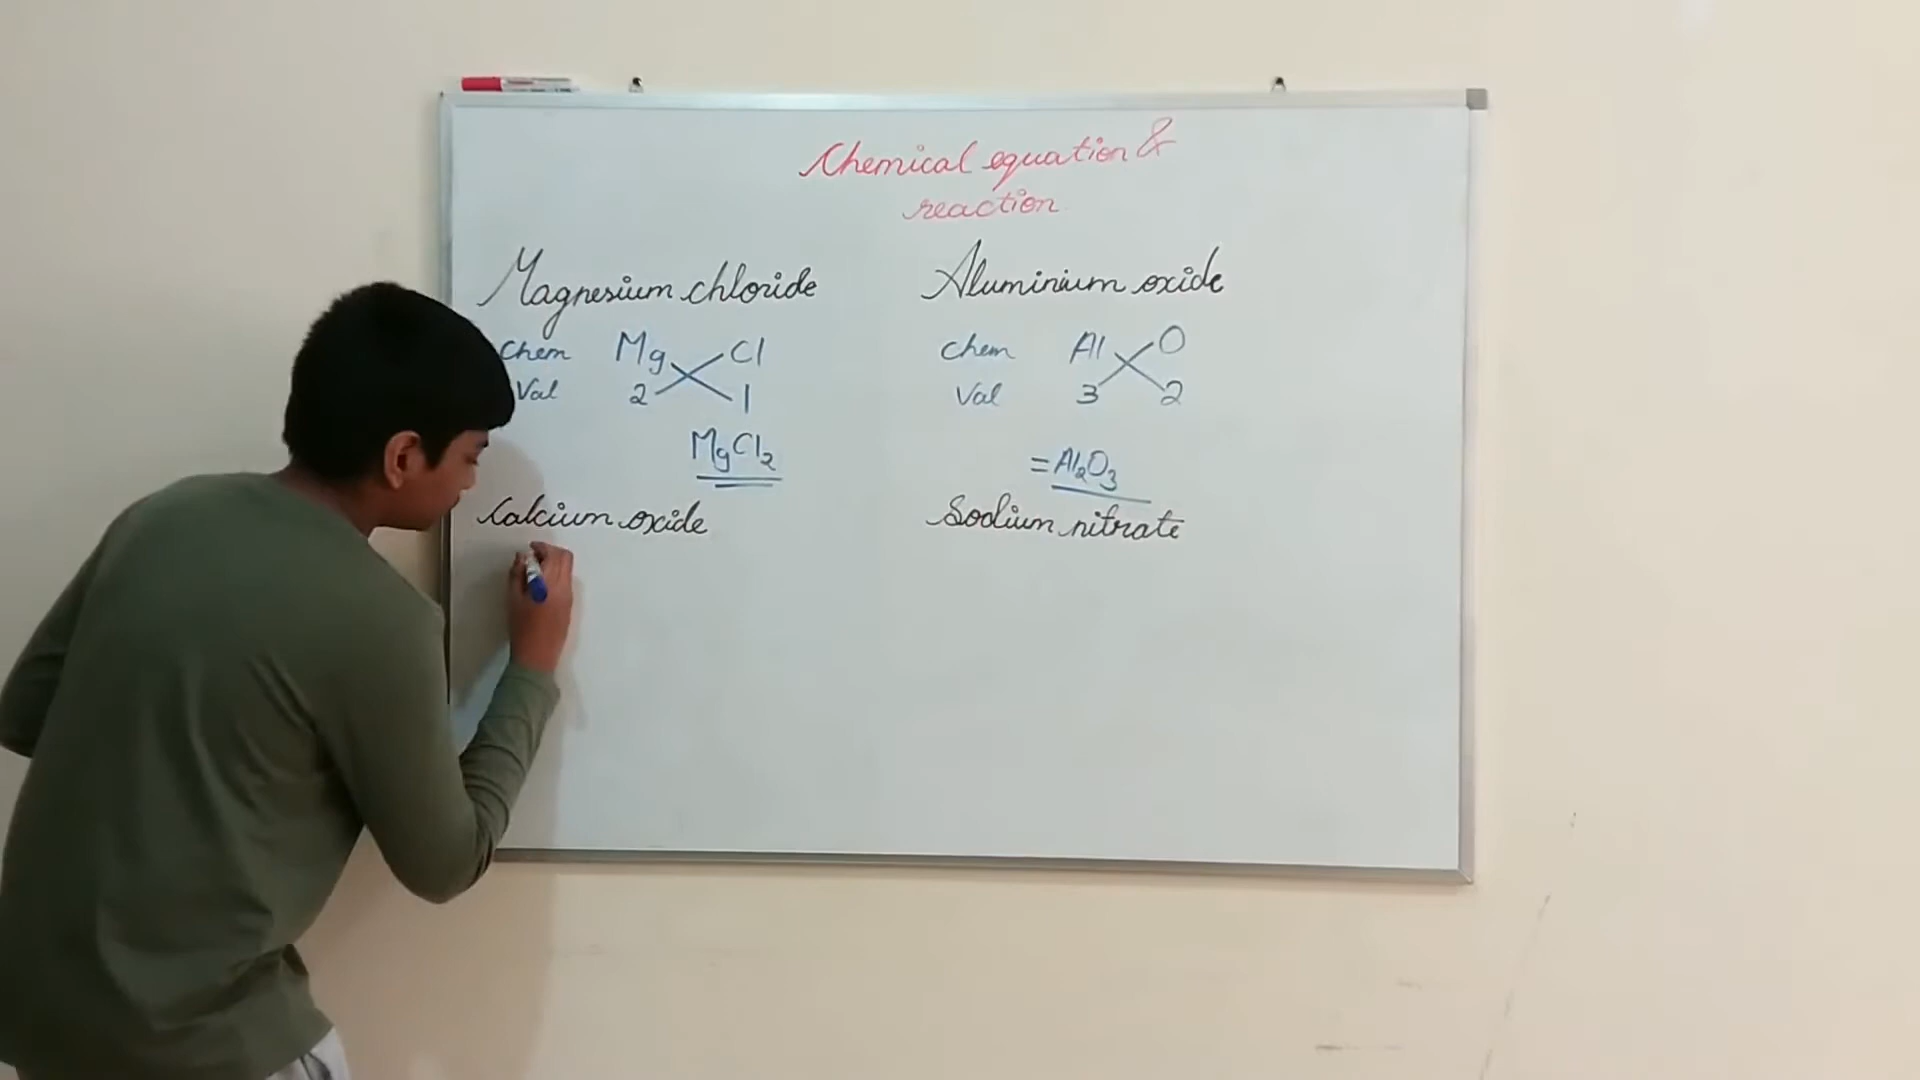 Chemical equation &
reaction
Magnesium chloride
Chem Mg Cl
Val 2 1
MgCl₂
Aluminium oxide
Chem Al O
Val 3 2
= Al₂O₃
Calcium oxide
Sodium nitrate